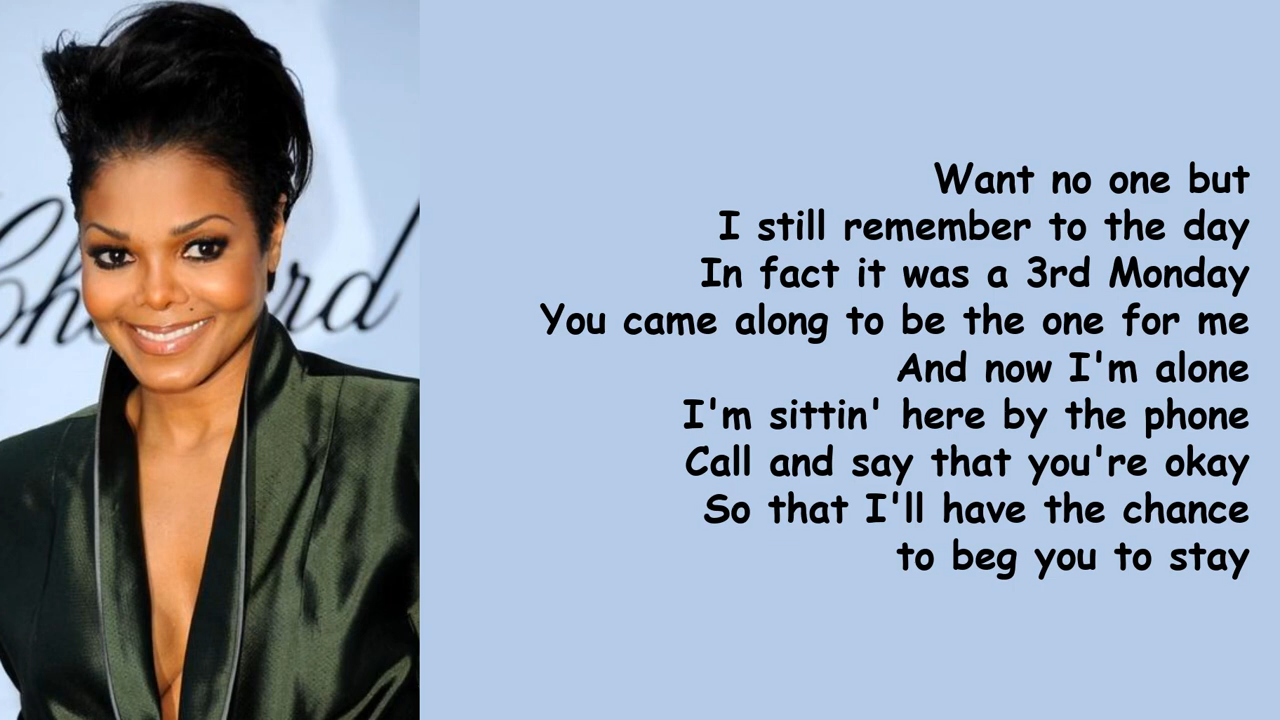 Chopard
Want no one but
I still remember to the day
In fact it was a 3rd Monday
You came along to be the one for me
And now I'm alone
I'm sittin' here by the phone
Call and say that you're okay
So that I'll have the chance
to beg you to stay